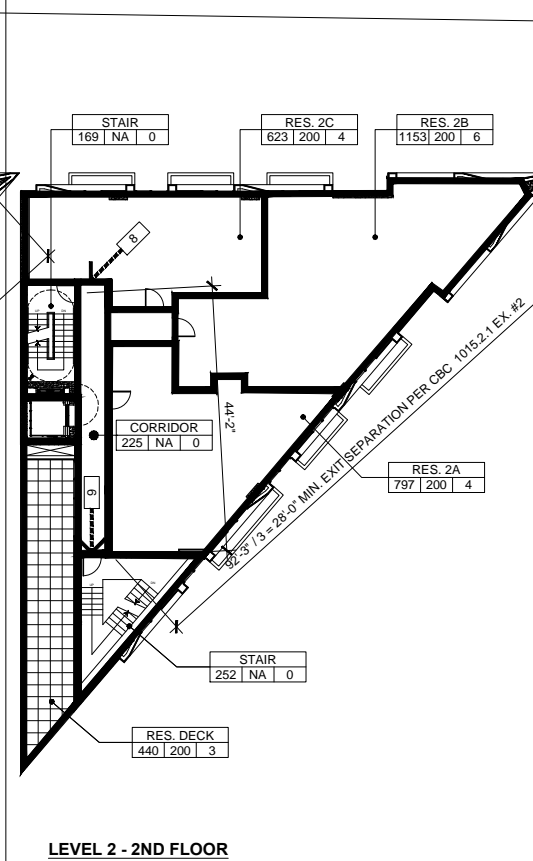 STAIR
169 NA 0
RES. 2C
623 200 4
RES. 2B
1153 200 6
8
44'-2"
92'-3" / 3 = 28'-0" MIN. EXIT SEPARATION PER CBC 1015.2.1 EX. #2
CORRIDOR
225 NA 0
RES. 2A
797 200 4
9
STAIR
252 NA 0
RES. DECK
440 200 3
LEVEL 2 - 2ND FLOOR